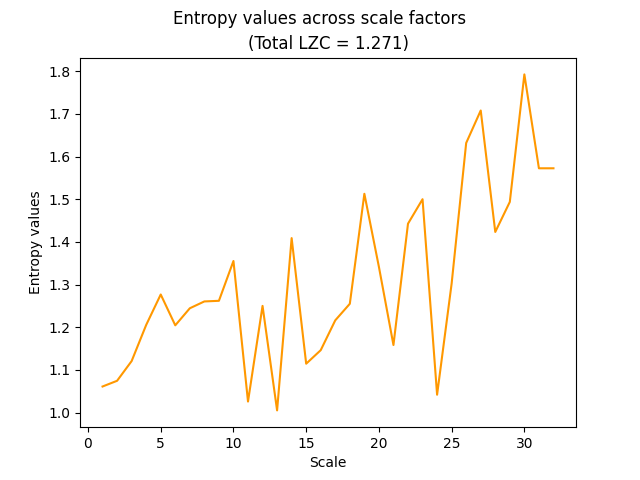 Entropy values across scale factors
(Total LZC = 1.271)
1.8
1.7
1.6
1.5
1.4
1.3
1.2
1.1
1.0
Entropy values
0 5 10 15 20 25 30
Scale